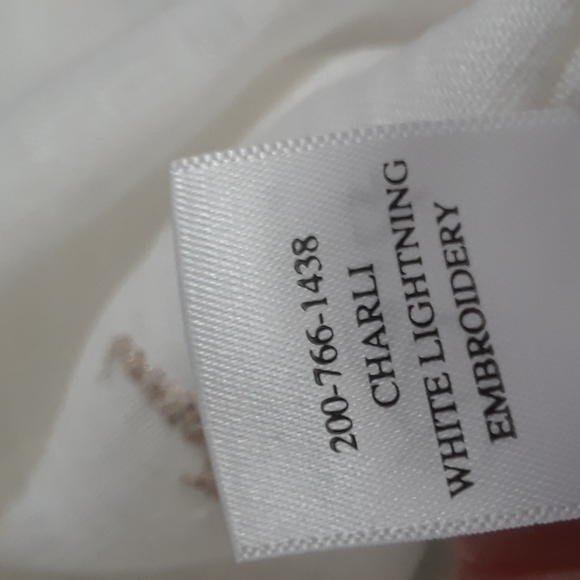 200-766-1438
CHARLI
WHITE LIGHTNING
EMBROIDERY